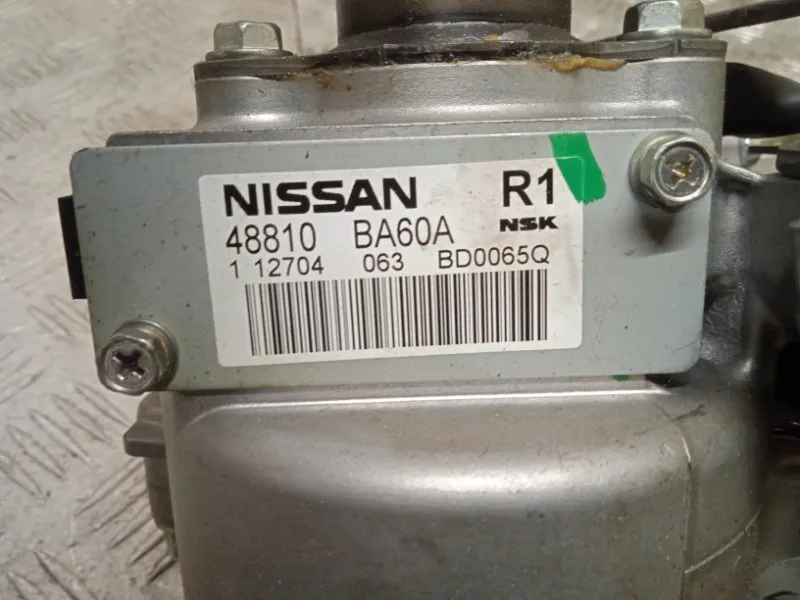 NISSAN R1
48810 BA60A NSK
1 12704 063 BD0065Q